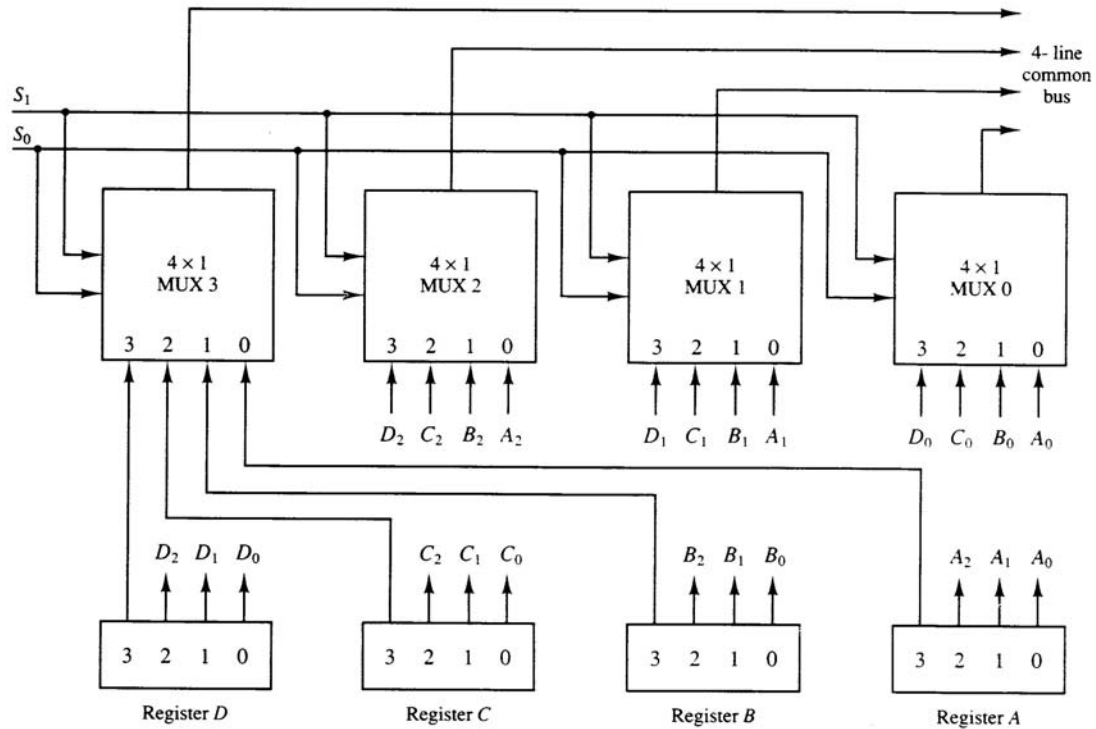 4- line
common
bus
S₁
S₀
4 × 1
MUX 3
3 2 1 0
4 × 1
MUX 2
3 2 1 0
4 × 1
MUX 1
3 2 1 0
4 × 1
MUX 0
3 2 1 0
D₂ C₂ B₂ A₂
D₁ C₁ B₁ A₁
D₀ C₀ B₀ A₀
D₂ D₁ D₀
C₂ C₁ C₀
B₂ B₁ B₀
A₂ A₁ A₀
3 2 1 0
3 2 1 0
3 2 1 0
3 2 1 0
Register D
Register C
Register B
Register A